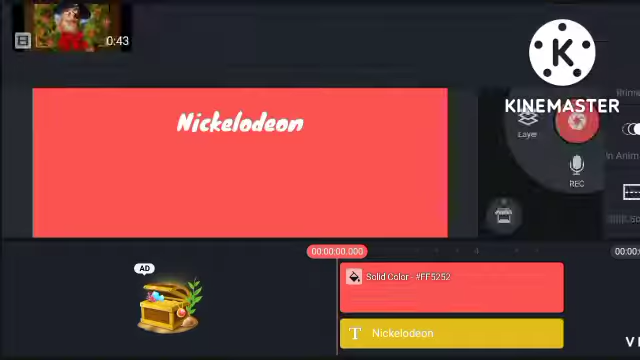 0:43
KINEMASTER
Nickelodeon
Layer
REC
00:00:00.000
AD
Solid Color - #FF5252
Nickelodeon